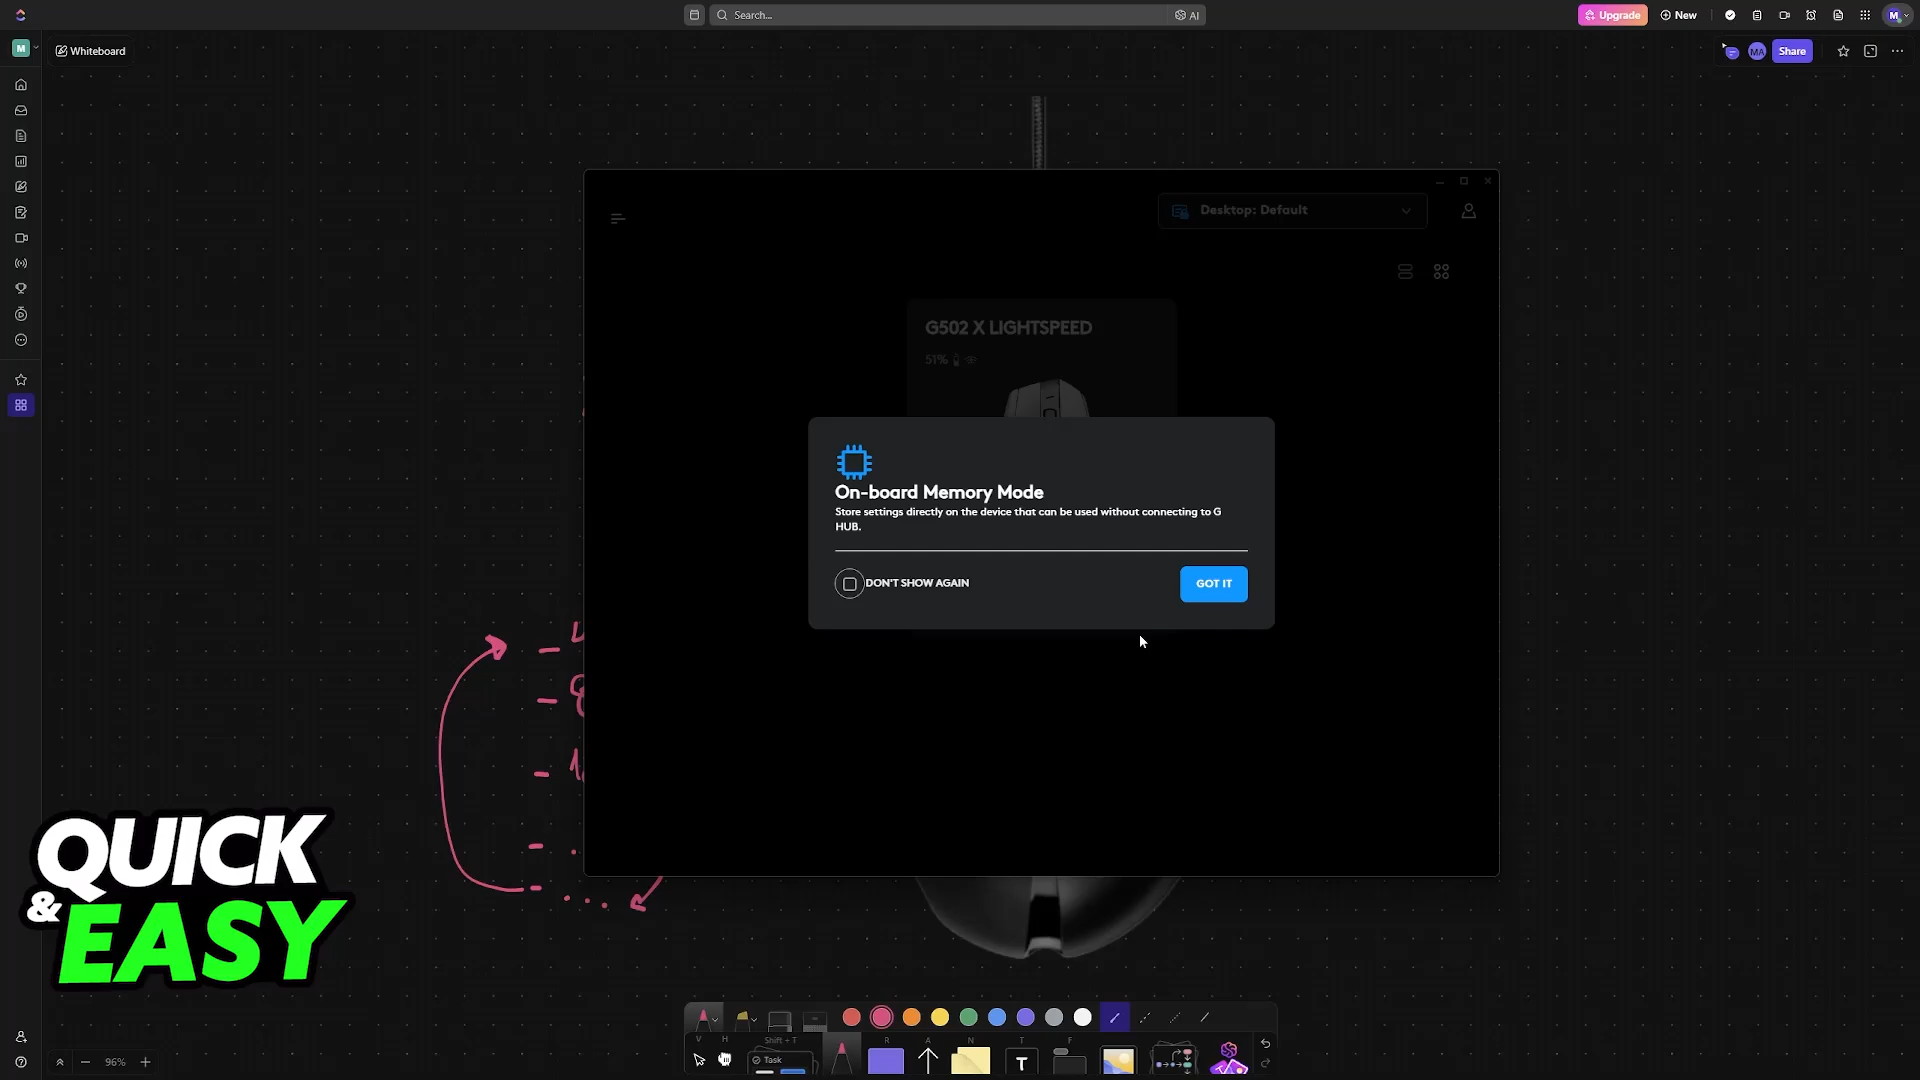 Search...
AI
Upgrade
New
M
M
Whiteboard
MA
Share
Desktop: Default
G502 X LIGHTSPEED
51%
On-board Memory Mode
Store settings directly on the device that can be used without connecting to G
HUB.
DON'T SHOW AGAIN
GOT IT
QUICK
&EASY
V
H
Shift + T
R
A
N
T
F
Task
T
96%